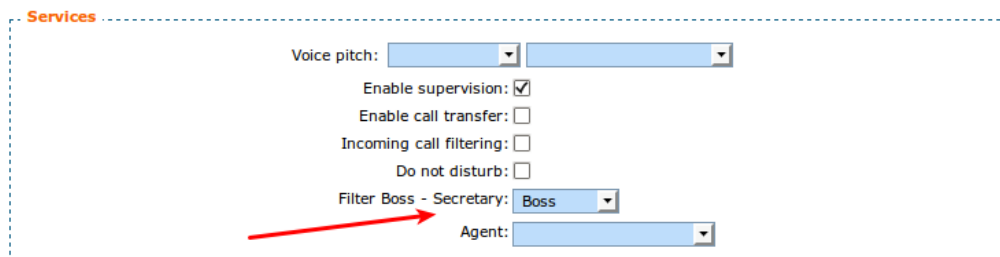 Services
Voice pitch:
Enable supervision:
Enable call transfer:
Incoming call filtering:
Do not disturb:
Filter Boss - Secretary: Boss
Agent: